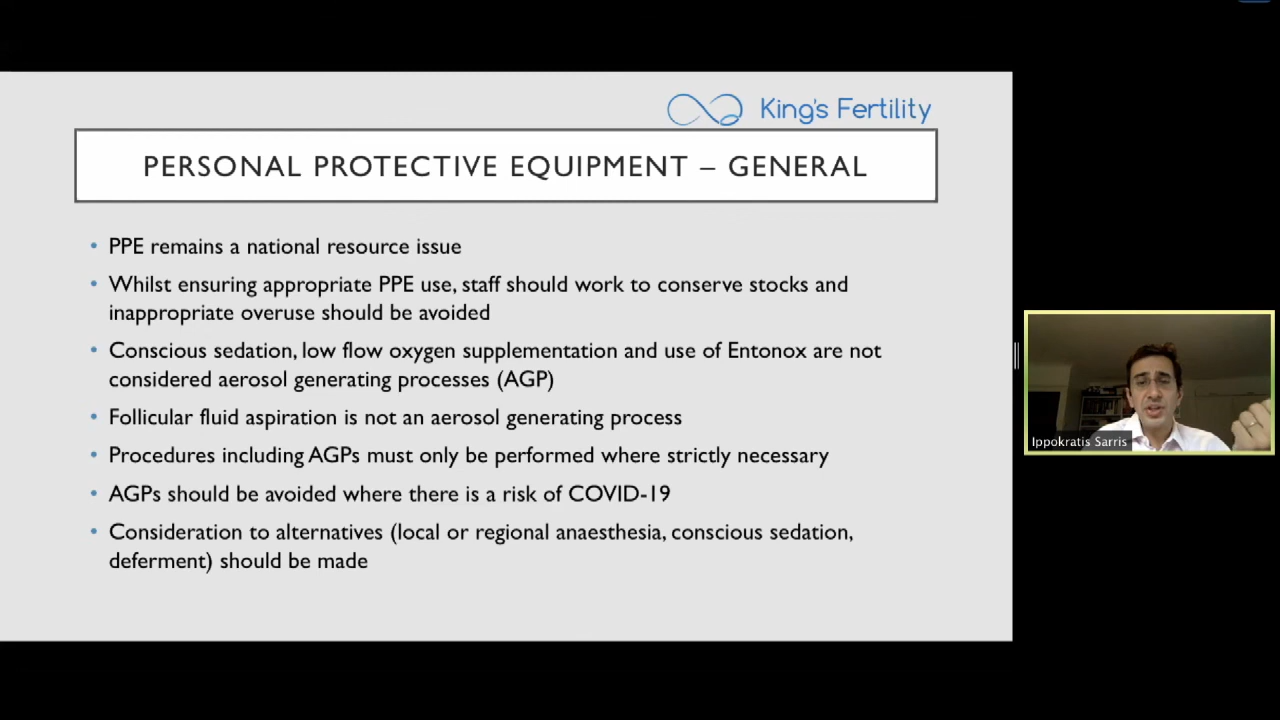 King's Fertility
PERSONAL PROTECTIVE EQUIPMENT – GENERAL
• PPE remains a national resource issue
• Whilst ensuring appropriate PPE use, staff should work to conserve stocks and
inappropriate overuse should be avoided
• Conscious sedation, low flow oxygen supplementation and use of Entonox are not
considered aerosol generating processes (AGP)
• Follicular fluid aspiration is not an aerosol generating process
• Procedures including AGPs must only be performed where strictly necessary
• AGPs should be avoided where there is a risk of COVID-19
• Consideration to alternatives (local or regional anaesthesia, conscious sedation,
deferment) should be made
Ippokratis Sarris